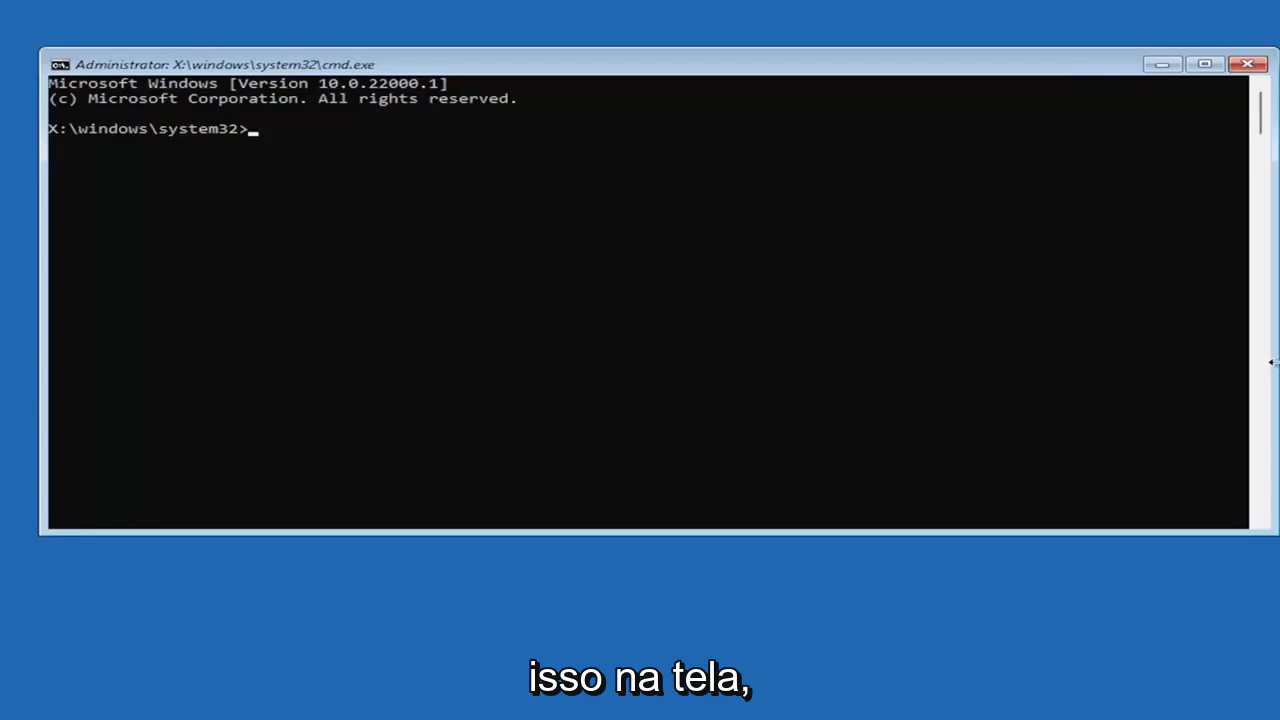 Administrator: X:\windows\system32\cmd.exe
Microsoft Windows [Version 10.0.22000.1]
(c) Microsoft Corporation. All rights reserved.
X:\windows\system32>
isso na tela,